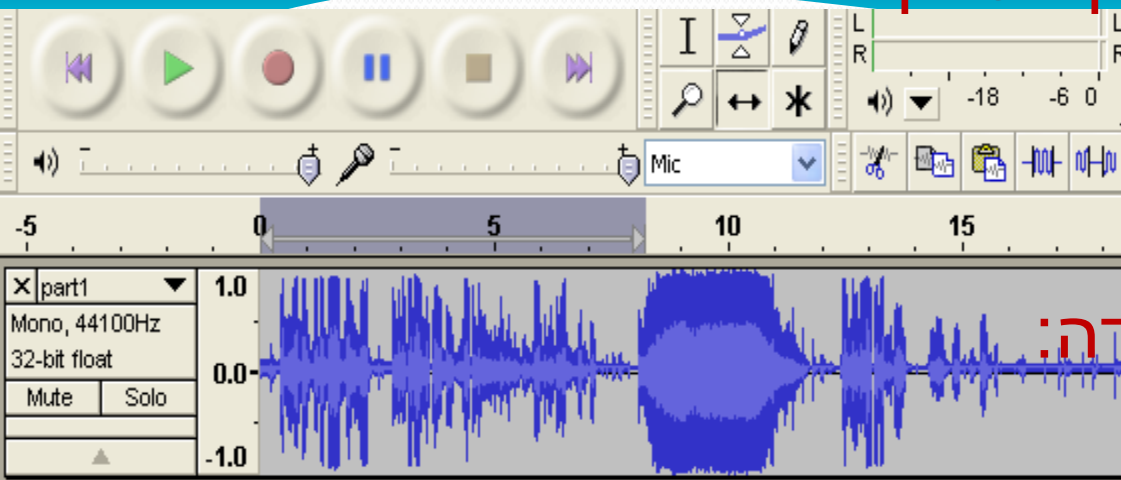 L
R
-18 -6 0
Mic
-5 0 5 10 15
part1 1.0
Mono, 44100Hz
32-bit float
0.0
Mute Solo
-1.0